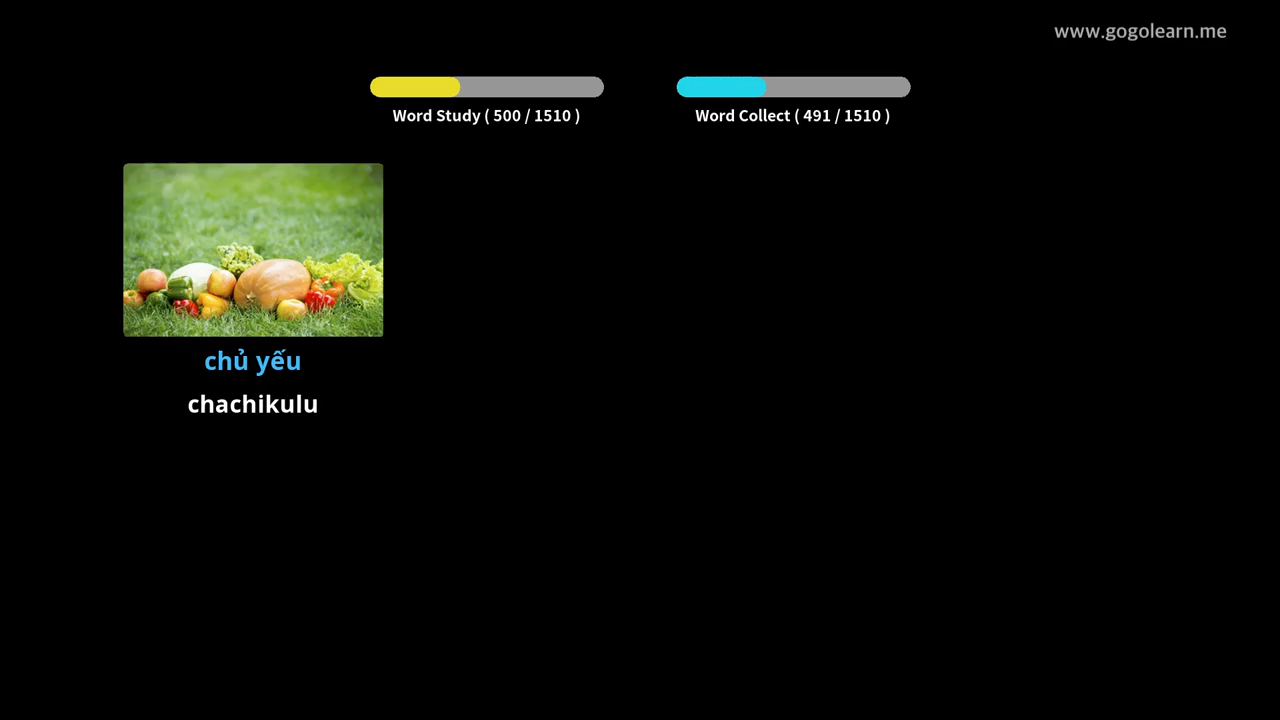 www.gogolearn.me
Word Study ( 500 / 1510 )
Word Collect ( 491 / 1510 )
chủ yếu
chachikulu